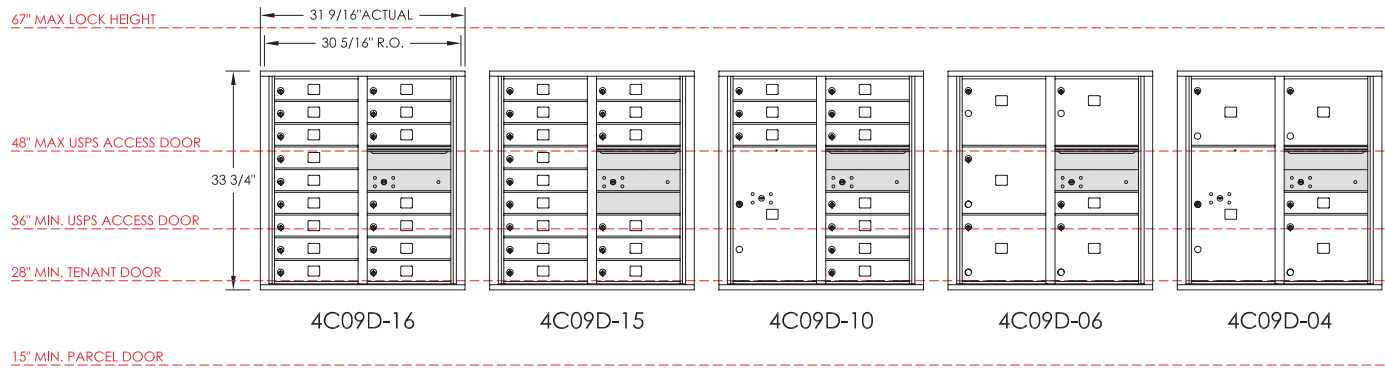 67" MAX LOCK HEIGHT
31 9/16"ACTUAL
30 5/16" R.O.
48" MAX USPS ACCESS DOOR
33 3/4"
36" MIN. USPS ACCESS DOOR
28" MIN. TENANT DOOR
4C09D-16
4C09D-15
4C09D-10
4C09D-06
4C09D-04
15" MIN. PARCEL DOOR